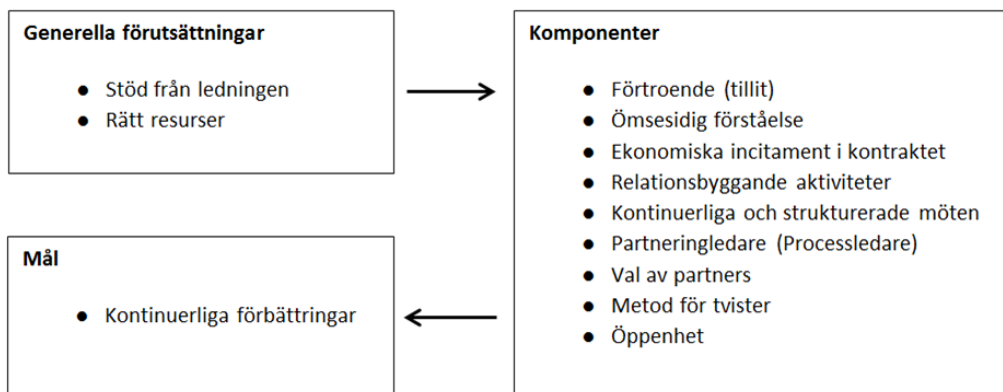 Generella förutsättningar
● Stöd från ledningen
● Rätt resurser
Komponenter
● Förtroende (tillit)
● Ömsesidig förståelse
● Ekonomiska incitament i kontraktet
● Relationsbyggande aktiviteter
● Kontinuerliga och strukturerade möten
● Partneringledare (Processledare)
● Val av partners
● Metod för tvister
● Öppenhet
Mål
● Kontinuerliga förbättringar